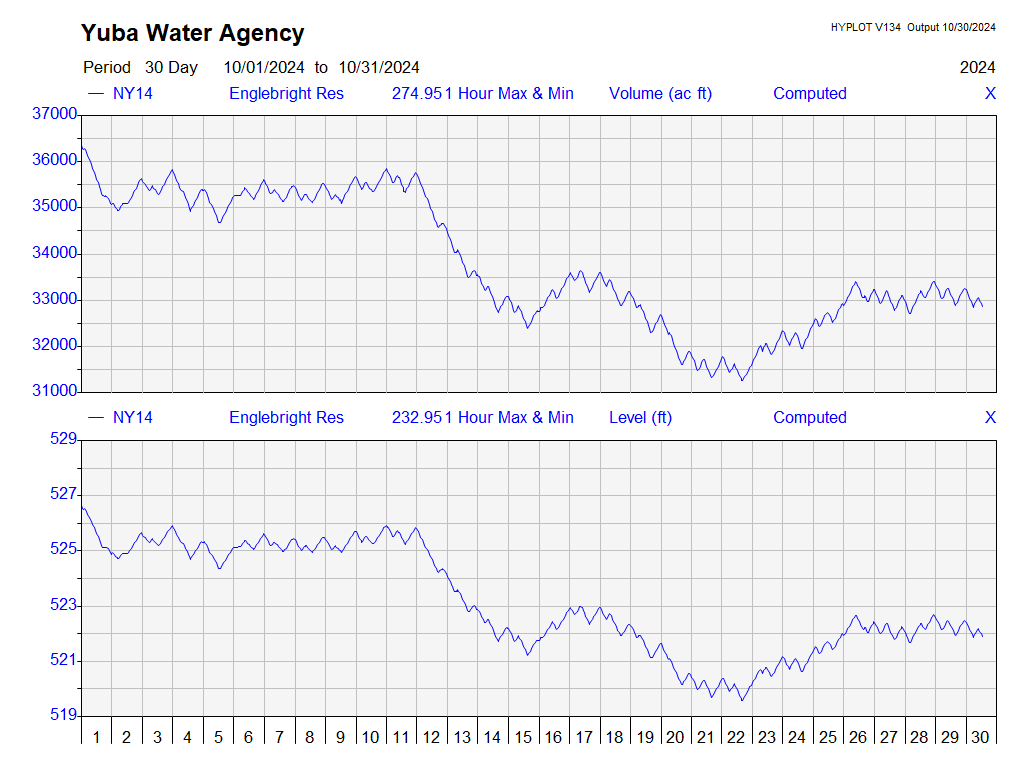 Yuba Water Agency
HYPLOT V134 Output 10/30/2024
Period 30 Day 10/01/2024 to 10/31/2024 2024
NY14 Englebright Res 274.951 Hour Max & Min Volume (ac ft) Computed X
37000
36000
35000
34000
33000
32000
31000
NY14 Englebright Res 232.951 Hour Max & Min Level (ft) Computed X
529
527
525
523
521
519
1 2 3 4 5 6 7 8 9 10 11 12 13 14 15 16 17 18 19 20 21 22 23 24 25 26 27 28 29 30